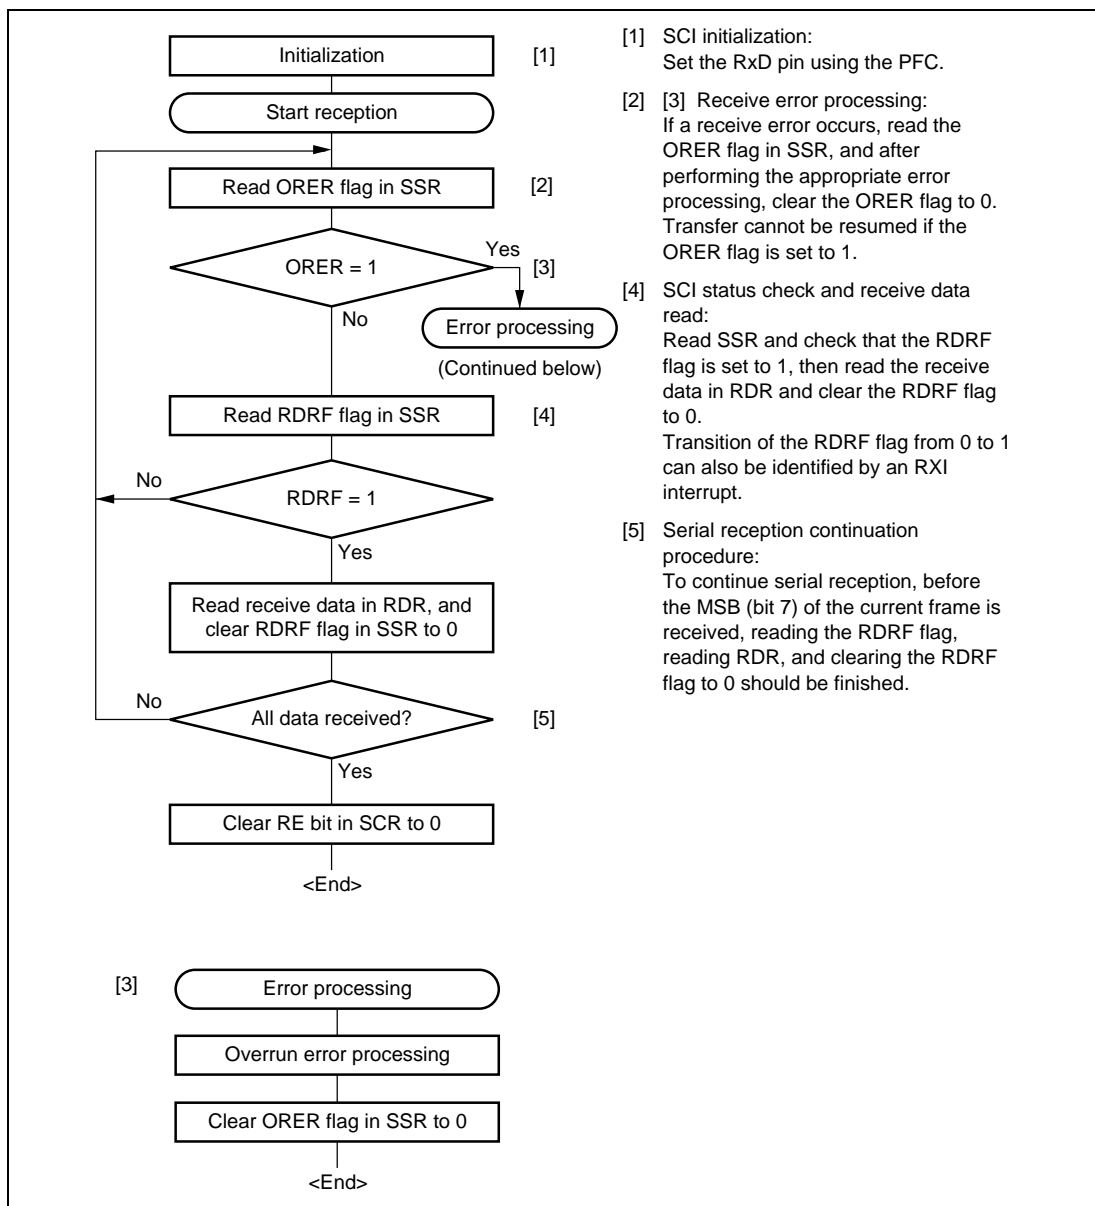 Initialization
[1]
Start reception
Read ORER flag in SSR
[2]
ORER = 1
Yes
[3]
No
Error processing
(Continued below)
Read RDRF flag in SSR
[4]
No
RDRF = 1
Yes
Read receive data in RDR, and
clear RDRF flag in SSR to 0
No
All data received?
[5]
Yes
Clear RE bit in SCR to 0
<End>
[3]
Error processing
Overrun error processing
Clear ORER flag in SSR to 0
<End>
[1] SCI initialization:
Set the RxD pin using the PFC.
[2] [3] Receive error processing:
If a receive error occurs, read the
ORER flag in SSR, and after
performing the appropriate error
processing, clear the ORER flag to 0.
Transfer cannot be resumed if the
ORER flag is set to 1.
[4] SCI status check and receive data
read:
Read SSR and check that the RDRF
flag is set to 1, then read the receive
data in RDR and clear the RDRF flag
to 0.
Transition of the RDRF flag from 0 to 1
can also be identified by an RXI
interrupt.
[5] Serial reception continuation
procedure:
To continue serial reception, before
the MSB (bit 7) of the current frame is
received, reading the RDRF flag,
reading RDR, and clearing the RDRF
flag to 0 should be finished.